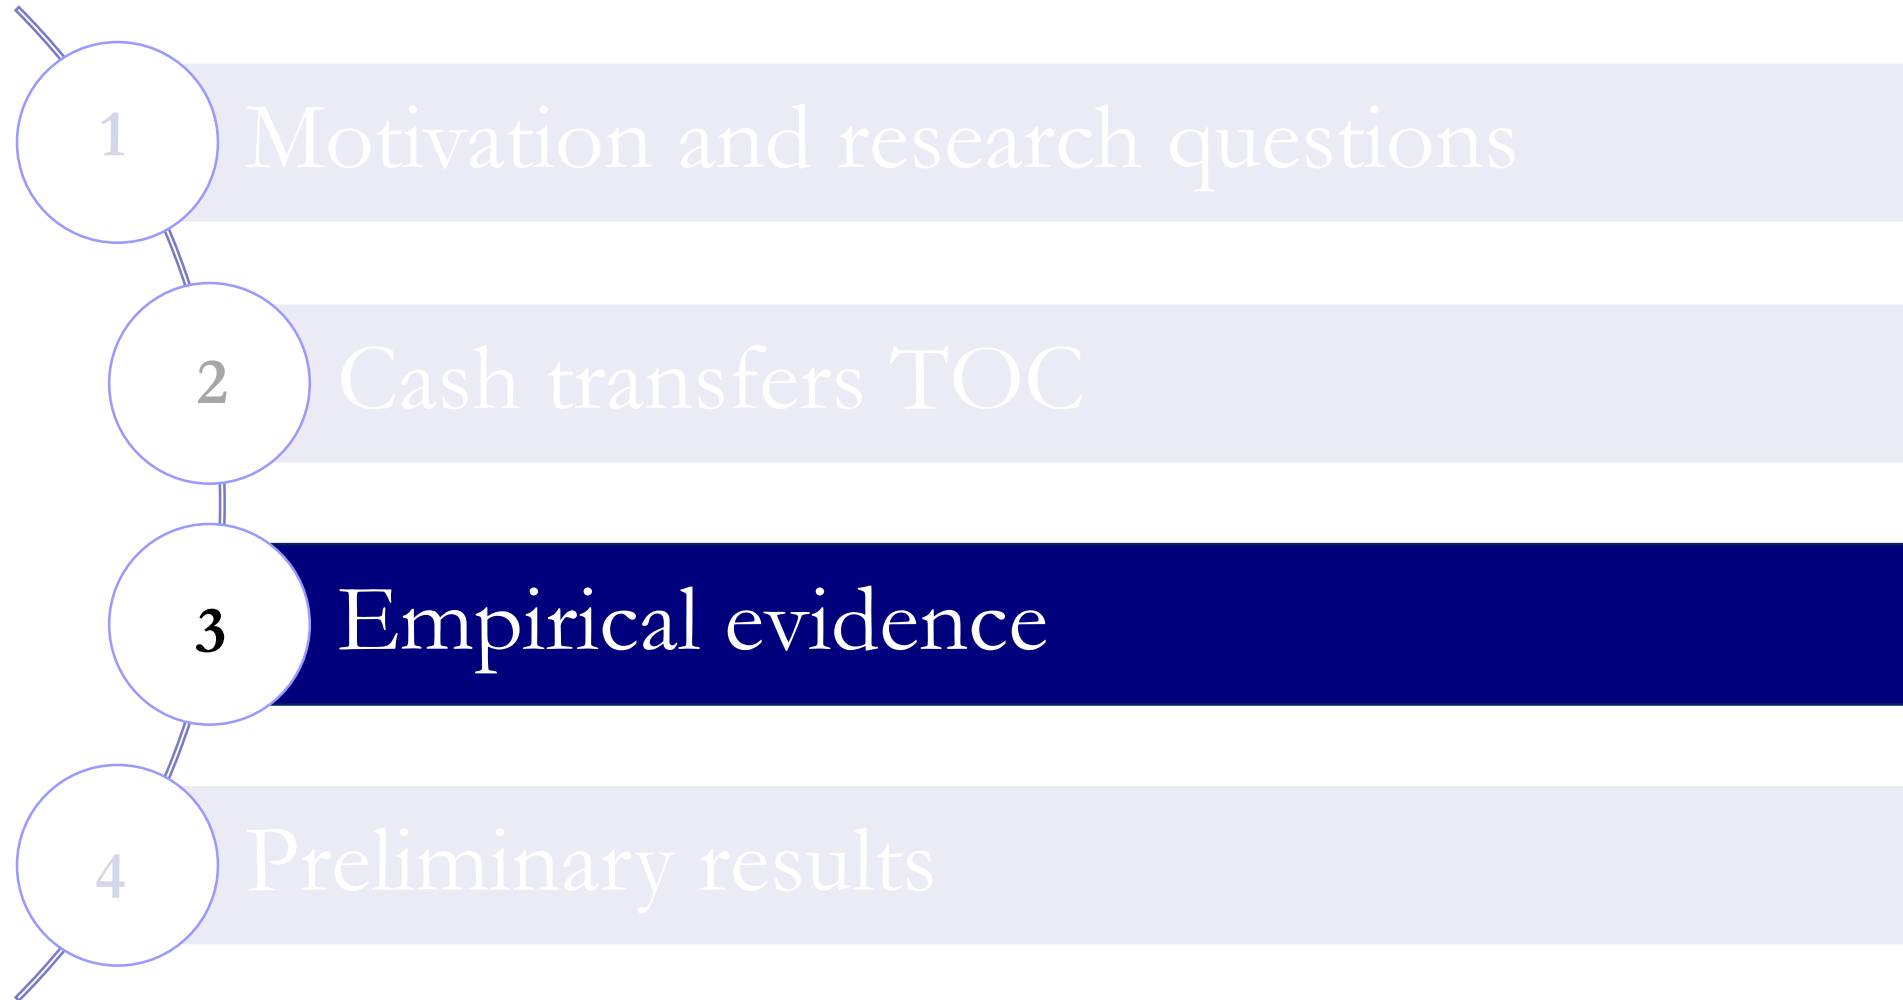 1 Motivation and research questions
2 Cash transfers TOC
3 Empirical evidence
4 Preliminary results